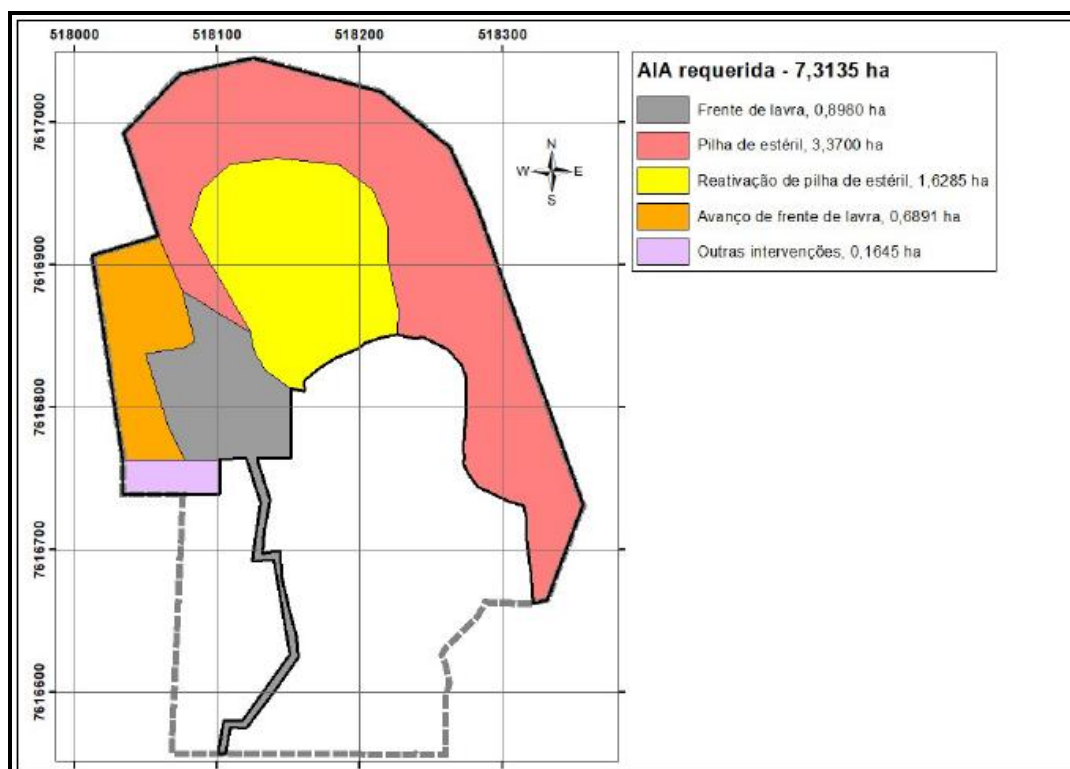 518000 518100 518200 518300
AIA requerida - 7,3135 ha
Frente de lavra, 0,8980 ha
Pilha de estéril, 3,3700 ha
Reativação de pilha de estéril, 1,6285 ha
Avanço de frente de lavra, 0,6891 ha
Outras intervenções, 0,1645 ha
N
W E
S
7617000
7616900
7616800
7616700
7616600